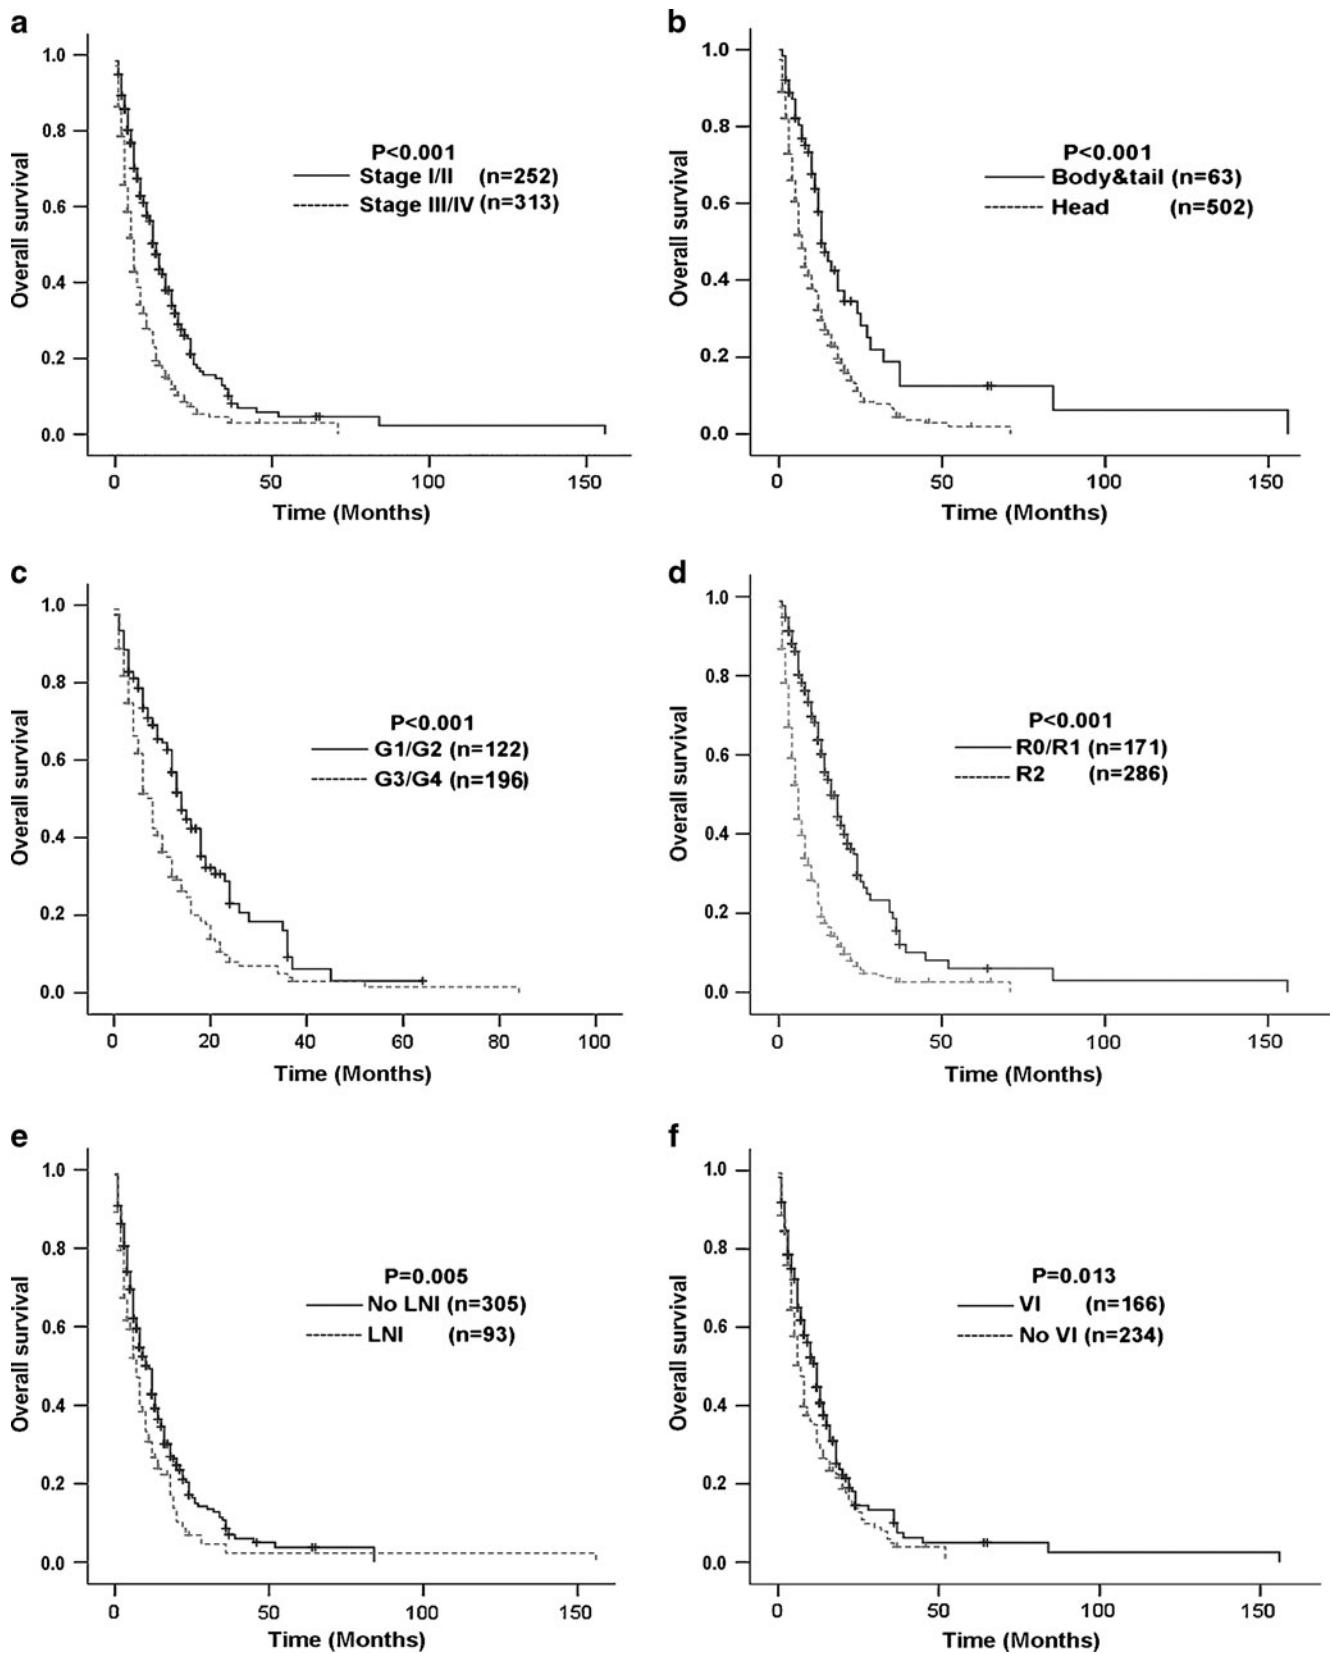 a
Overall survival
1.0
0.8
0.6
0.4
0.2
0.0
P<0.001
Stage I/II (n=252)
Stage III/IV (n=313)
0 50 100 150
Time (Months)
b
Overall survival
1.0
0.8
0.6
0.4
0.2
0.0
P<0.001
Body&tail (n=63)
Head (n=502)
0 50 100 150
Time (Months)
c
Overall survival
1.0
0.8
0.6
0.4
0.2
0.0
P<0.001
G1/G2 (n=122)
G3/G4 (n=196)
0 20 40 60 80 100
Time (Months)
d
Overall survival
1.0
0.8
0.6
0.4
0.2
0.0
P<0.001
R0/R1 (n=171)
R2 (n=286)
0 50 100 150
Time (Months)
e
Overall survival
1.0
0.8
0.6
0.4
0.2
0.0
P=0.005
No LNI (n=305)
LNI (n=93)
0 50 100 150
Time (Months)
f
Overall survival
1.0
0.8
0.6
0.4
0.2
0.0
P=0.013
VI (n=166)
No VI (n=234)
0 50 100 150
Time (Months)